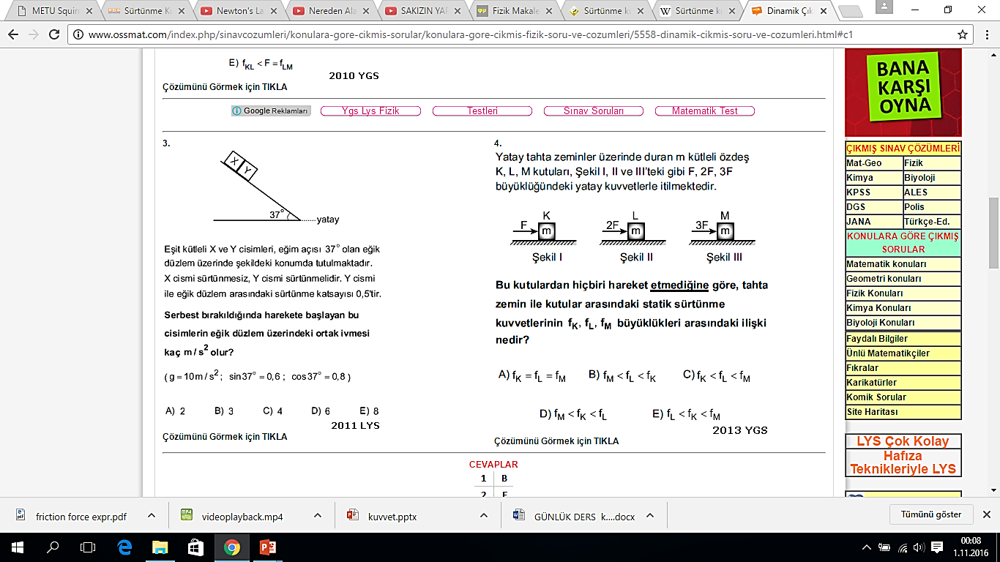 METU Squir
Sürtünme K
Newton's La
Nereden Ala
SAKIZIN YAP
Fizik Makale
Sürtünme ku
Sürtünme ku
Dinamik Çık
www.ossmat.com/index.php/sinavcozumleri/konulara-gore-cikmis-sorular/konulara-gore-cikmis-fizik-soru-ve-cozumleri/5558-dinamik-cikmis-soru-ve-cozumleri.html#c1
E) fKL < F = fLM
2010 YGS
Çözümünü Görmek için TIKLA
Google Reklamları
Ygs Lys Fizik
Testleri
Sınav Soruları
Matematik Test
3.
X Y
37°
yatay
Eşit kütleli X ve Y cisimleri, eğim açısı 37° olan eğik
düzlem üzerinde şekildeki konumda tutulmaktadır.
X cismi sürtünmesiz, Y cismi sürtünmelidir. Y cismi
ile eğik düzlem arasındaki sürtünme katsayısı 0,5'tir.
Serbest bırakıldığında harekete başlayan bu
cisimlerin eğik düzlem üzerindeki ortak ivmesi
kaç m / s² olur?
( g = 10 m / s² ; sin37° = 0,6 ; cos37° = 0,8 )
A) 2 B) 3 C) 4 D) 6 E) 8
2011 LYS
Çözümünü Görmek için TIKLA
4.
Yatay tahta zeminler üzerinde duran m kütleli özdeş
K, L, M kutuları, Şekil I, II ve III'teki gibi F, 2F, 3F
büyüklüğündeki yatay kuvvetlerle itilmektedir.
K L M
F m 2F m 3F m
Şekil I Şekil II Şekil III
Bu kutulardan hiçbiri hareket etmediğine göre, tahta
zemin ile kutular arasındaki statik sürtünme
kuvvetlerinin fK, fL, fM büyüklükleri arasındaki ilişki
nedir?
A) fK = fL = fM B) fM < fL < fK C) fK < fL < fM
D) fM < fK < fL E) fL < fK < fM
2013 YGS
Çözümünü Görmek için TIKLA
CEVAPLAR
1 B
2 E
BANA
KARŞI
OYNA
ÇIKMIŞ SINAV ÇÖZÜMLERİ
Mat-Geo Fizik
Kimya Biyoloji
KPSS ALES
DGS Polis
JANA Türkçe-Ed.
KONULARA GÖRE ÇIKMIŞ
SORULAR
Matematik konuları
Geometri konuları
Fizik Konuları
Kimya Konuları
Biyoloji Konuları
Faydalı Bilgiler
Ünlü Matematikçiler
Fıkralar
Karikatürler
Komik Sorular
Site Haritası
LYS Çok Kolay
Hafıza
Teknikleriyle LYS
friction force expr.pdf
videoplayback.mp4
kuvvet.pptx
GÜNLÜK DERS k....docx
Tümünü göster
00:08
1.11.2016